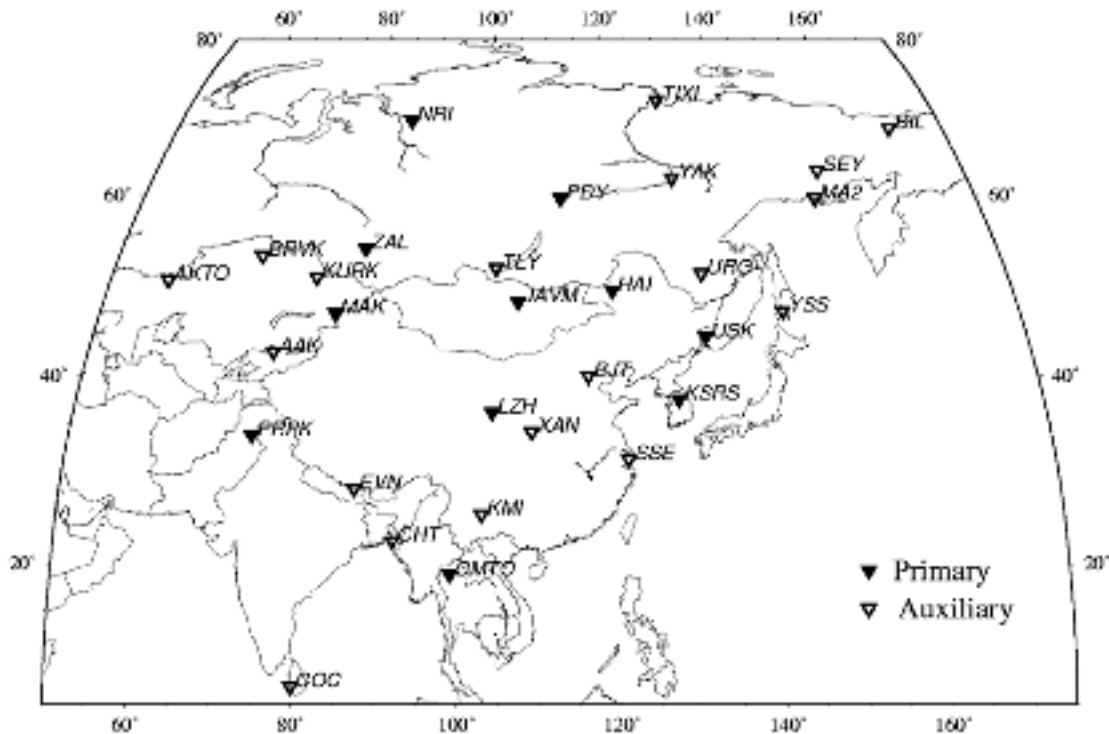 60° 80° 100° 120° 140° 160°
80° 80°
TIXI
NRI
BIL
SEY
YAK
60° PDY MA2 60°
ZAL
BRVK
TLY
AKTO KURK URG
HAI
JAVM
MAK YSS
USK
AAK
40° BJT 40°
KSRS
LZH
XAN
PRPK
SSE
EVN
KMI
CHT
20° CMTO 20°
Primary
Auxiliary
COC
60° 80° 100° 120° 140° 160°